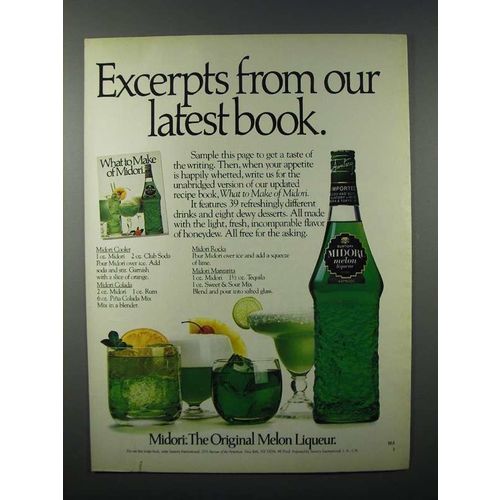 Excerpts from our
latest book.
What to Make
of Midori.
Sample this page to get a taste of
the writing. Then, when your appetite
is happily whetted, write us for the
unabridged version of our updated
recipe book, What to Make of Midori.
It features 39 refreshingly different
drinks and eight dewy desserts. All made
with the light, fresh, incomparable flavor
of honeydew. All free for the asking.
Midori Cooler
1 oz. Midori 2 oz. Club Soda
Pour Midori over ice. Add
soda and stir. Garnish
with a slice of orange.
Midori Colada
2 oz. Midori 1 oz. Rum
6 oz. Piña Colada Mix
Mix in a blender.
Midori Rocks
Pour Midori over ice and add a squeeze
of lime.
Midori Margarita
1 oz. Midori 1½ oz. Tequila
1 oz. Sweet & Sour Mix
Blend and pour into salted glass.
IMPORTED
SUNTORY
MIDORI
melon
liqueur
Midori: The Original Melon Liqueur.